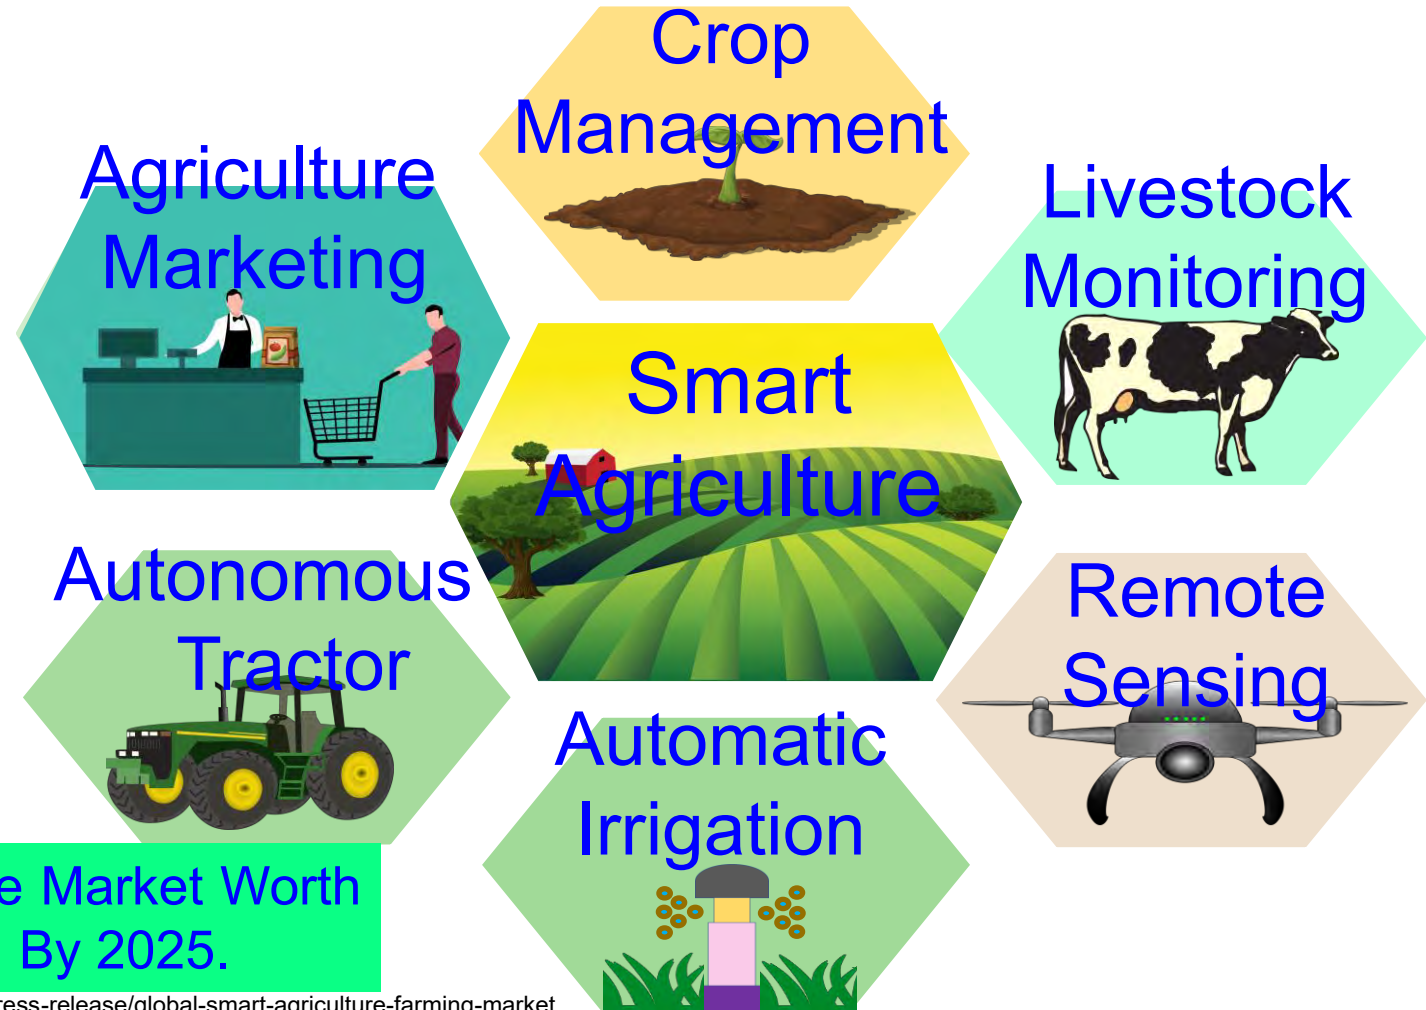 Crop
Management
Agriculture
Marketing
Livestock
Monitoring
Smart
Agriculture
Autonomous
Tractor
Remote
Sensing
Automatic
Irrigation
e Market Worth
By 2025.
ress-release/global-smart-agriculture-farming-market